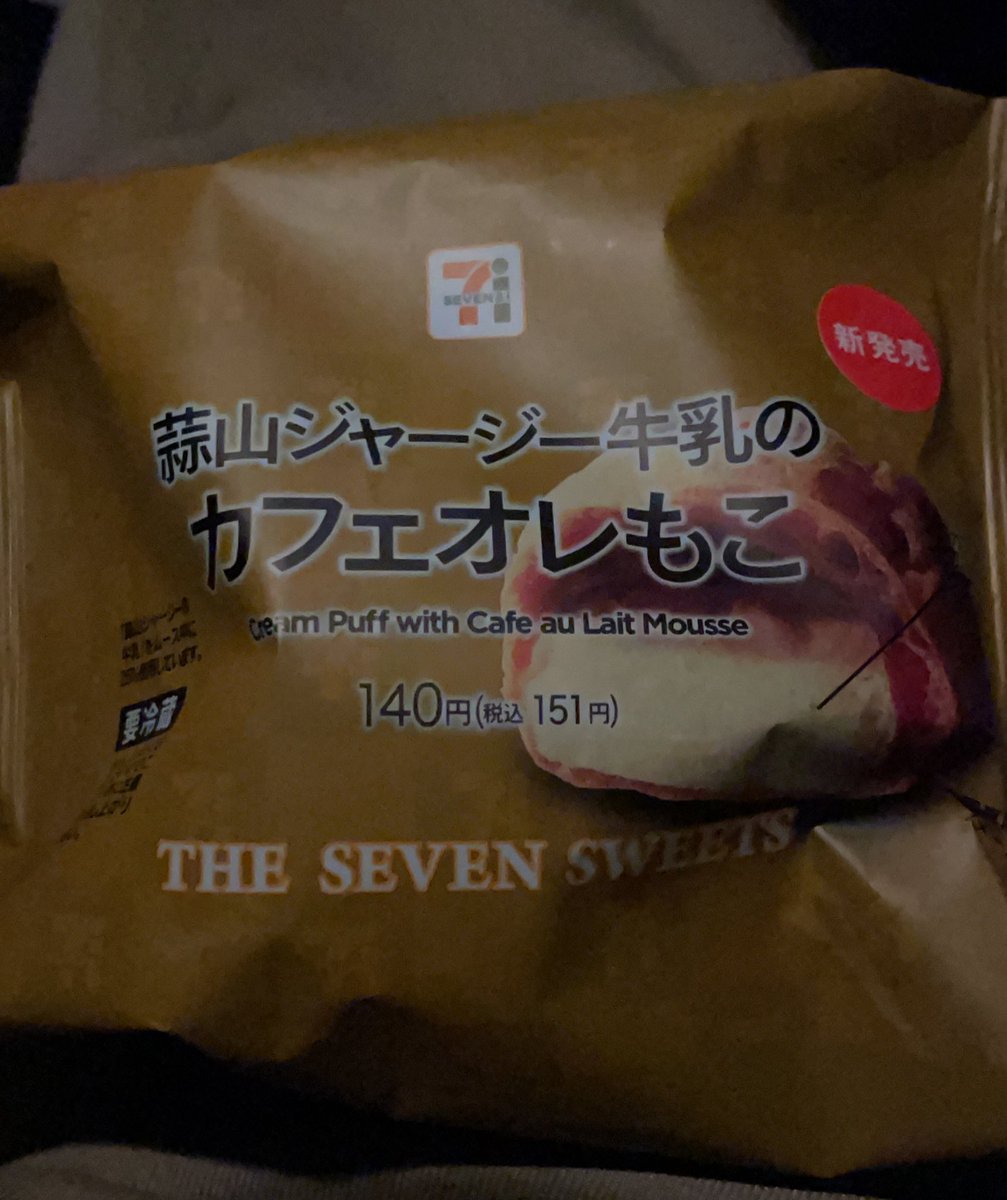 SEVEN & i
新発売
蒜山ジャージー牛乳の
カフェオレもこ
Cream Puff with Cafe au Lait Mousse
140円(税込 151円)
要冷蔵
THE SEVEN SWEETS